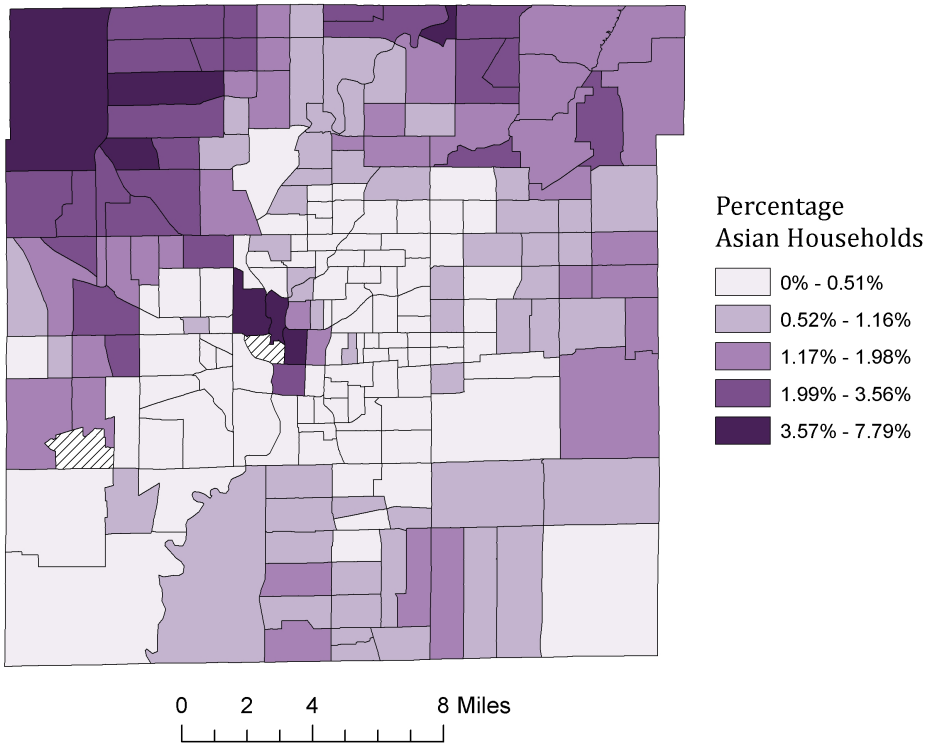 Percentage
Asian Households
0% - 0.51%
0.52% - 1.16%
1.17% - 1.98%
1.99% - 3.56%
3.57% - 7.79%
0 2 4 8 Miles